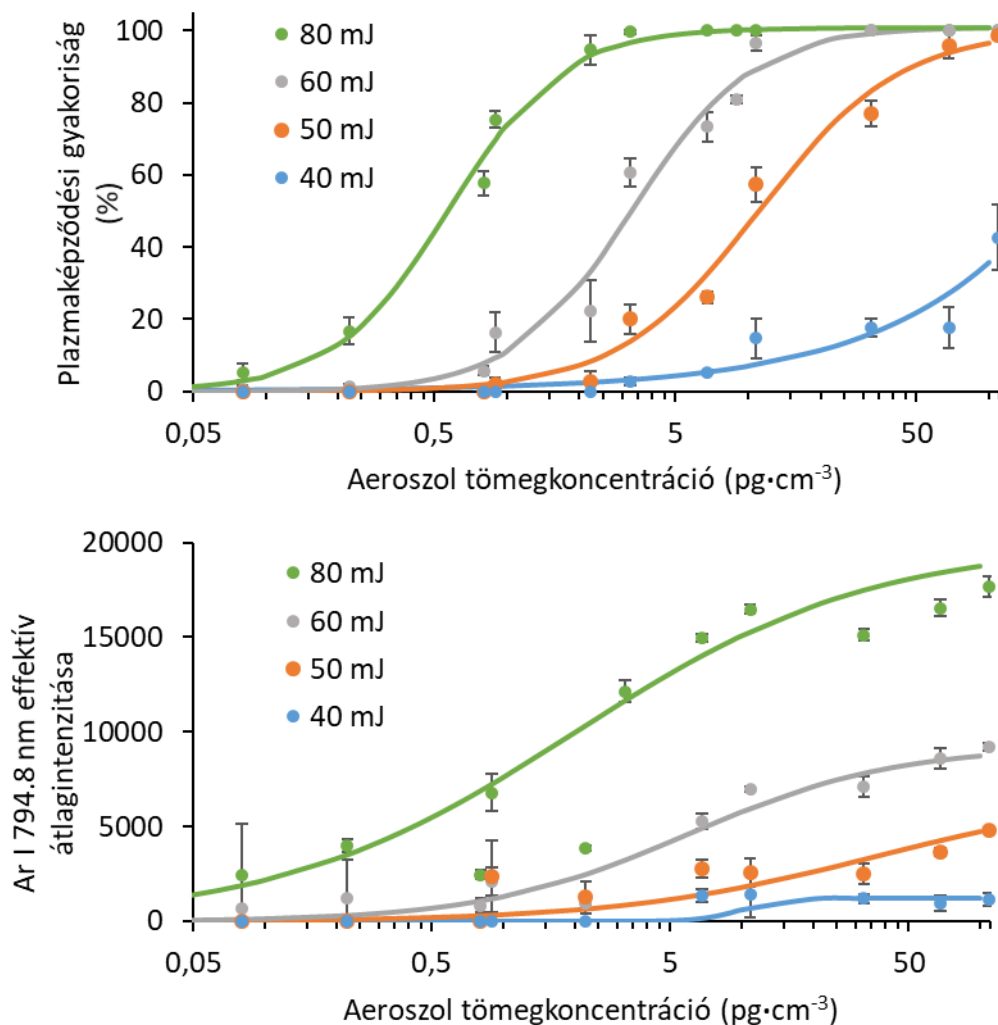 Plazmaképződési gyakoriság
(%)
100
80
60
40
20
0
80 mJ
60 mJ
50 mJ
40 mJ
0,05
0,5
5
50
Aeroszol tömegkoncentráció (pg·cm⁻³)
Ar I 794.8 nm effektív
átlagintenzitása
20000
15000
10000
5000
0
80 mJ
60 mJ
50 mJ
40 mJ
0,05
0,5
5
50
Aeroszol tömegkoncentráció (pg·cm⁻³)